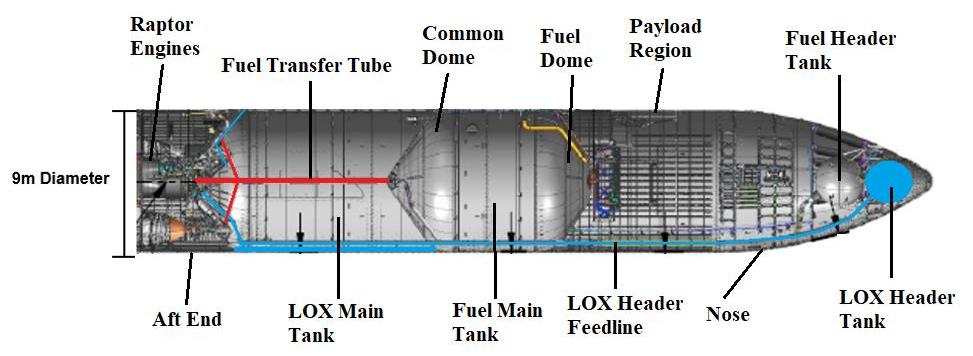 Raptor
Engines
Fuel Transfer Tube
Common
Dome
Fuel
Dome
Payload
Region
Fuel Header
Tank
9m Diameter
Aft End
LOX Main
Tank
Fuel Main
Tank
LOX Header
Feedline
Nose
LOX Header
Tank